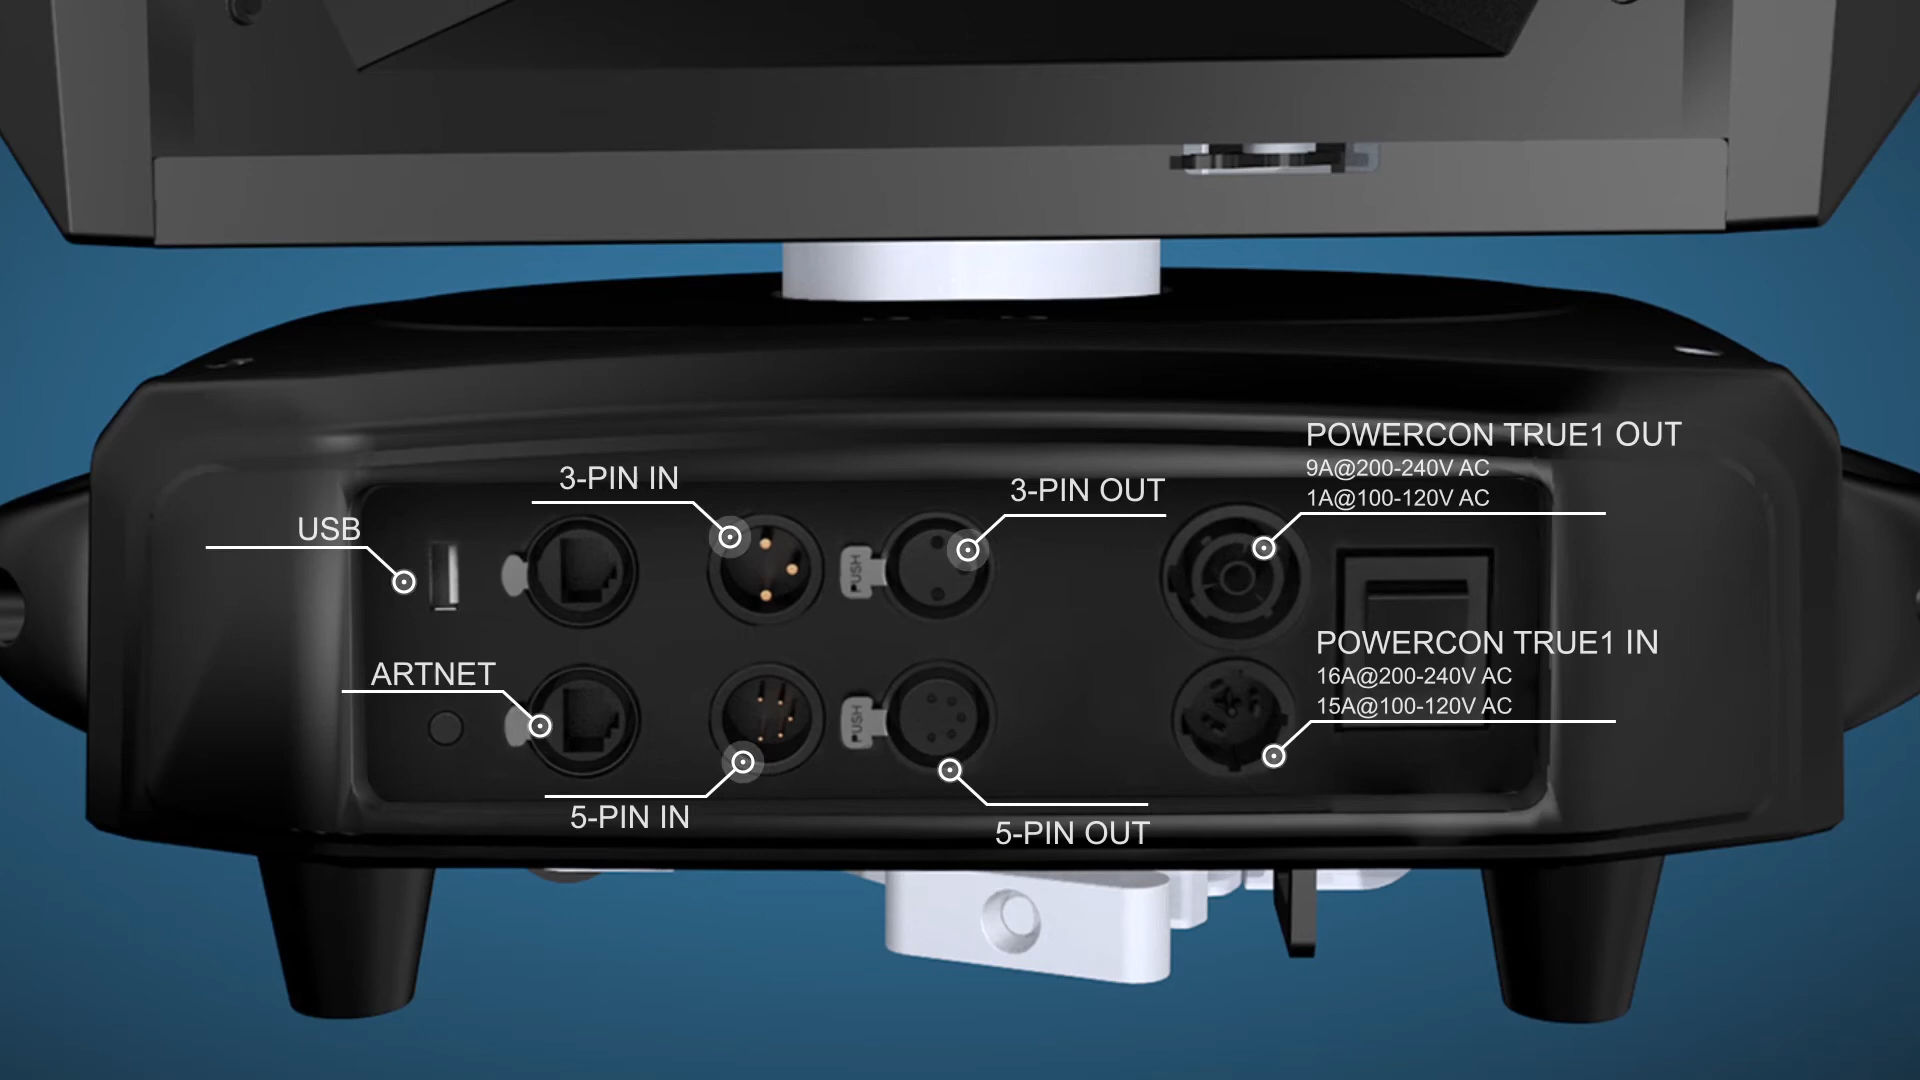 POWERCON TRUE1 OUT
9A@200-240V AC
1A@100-120V AC
3-PIN IN
3-PIN OUT
USB
PUSH
POWERCON TRUE1 IN
16A@200-240V AC
15A@100-120V AC
ARTNET
PUSH
5-PIN IN
5-PIN OUT